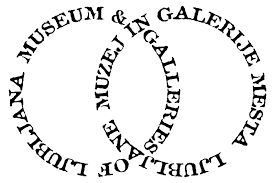 MUZEJ IN GALERIJE MESTA LJUBLJANE
MUSEUM & GALLERIES OF LJUBLJANA